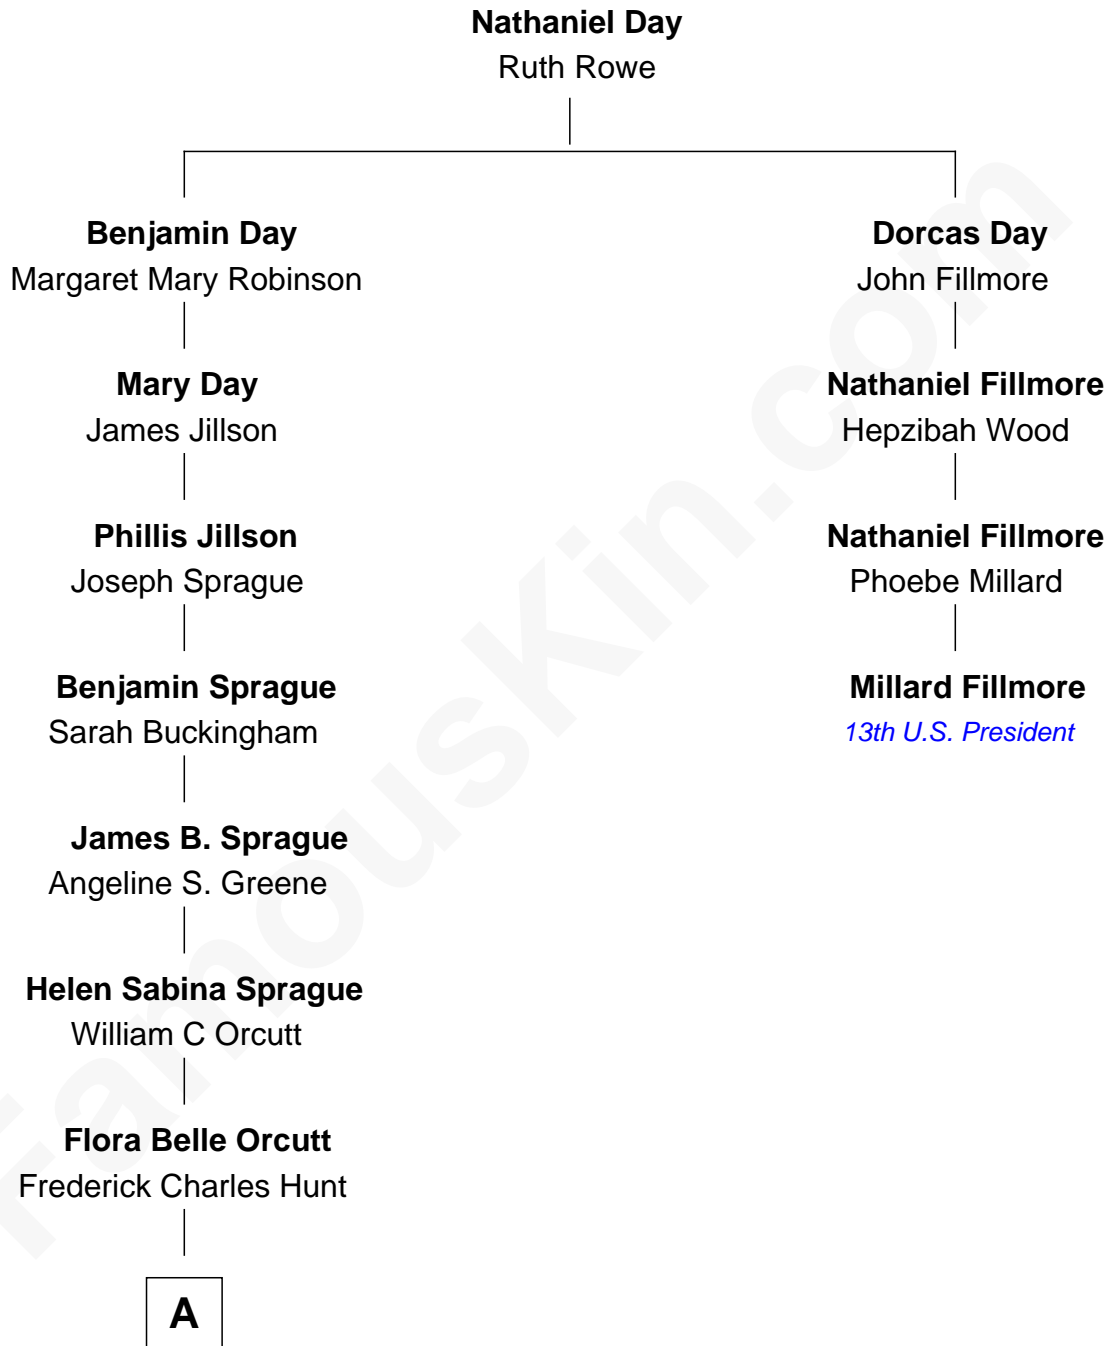 Nathaniel Day
Ruth Rowe
Benjamin Day
Margaret Mary Robinson
Dorcas Day
John Fillmore
Mary Day
James Jillson
Nathaniel Fillmore
Hepzibah Wood
Phillis Jillson
Joseph Sprague
Nathaniel Fillmore
Phoebe Millard
Benjamin Sprague
Sarah Buckingham
Millard Fillmore
13th U.S. President
James B. Sprague
Angeline S. Greene
Helen Sabina Sprague
William C Orcutt
Flora Belle Orcutt
Frederick Charles Hunt
A
FamousKin.com